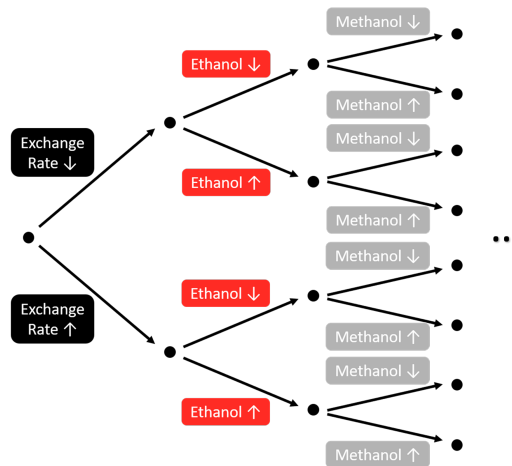 Methanol ↓
Ethanol ↓
Methanol ↑
Exchange
Rate ↓
Methanol ↓
Ethanol ↑
Methanol ↑
Methanol ↓
Ethanol ↓
Exchange
Rate ↑
Methanol ↑
Methanol ↓
Ethanol ↑
Methanol ↑